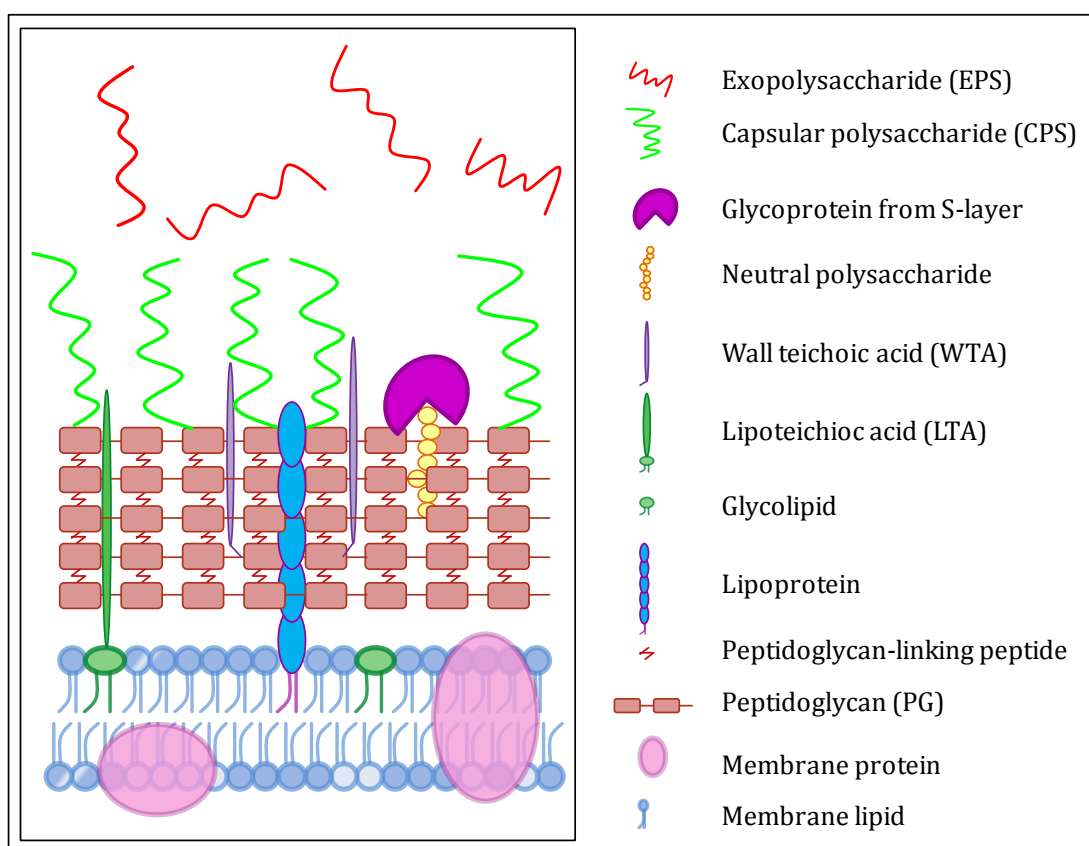 Exopolysaccharide (EPS)
Capsular polysaccharide (CPS)
Glycoprotein from S-layer
Neutral polysaccharide
Wall teichoic acid (WTA)
Lipoteichioc acid (LTA)
Glycolipid
Lipoprotein
Peptidoglycan-linking peptide
Peptidoglycan (PG)
Membrane protein
Membrane lipid